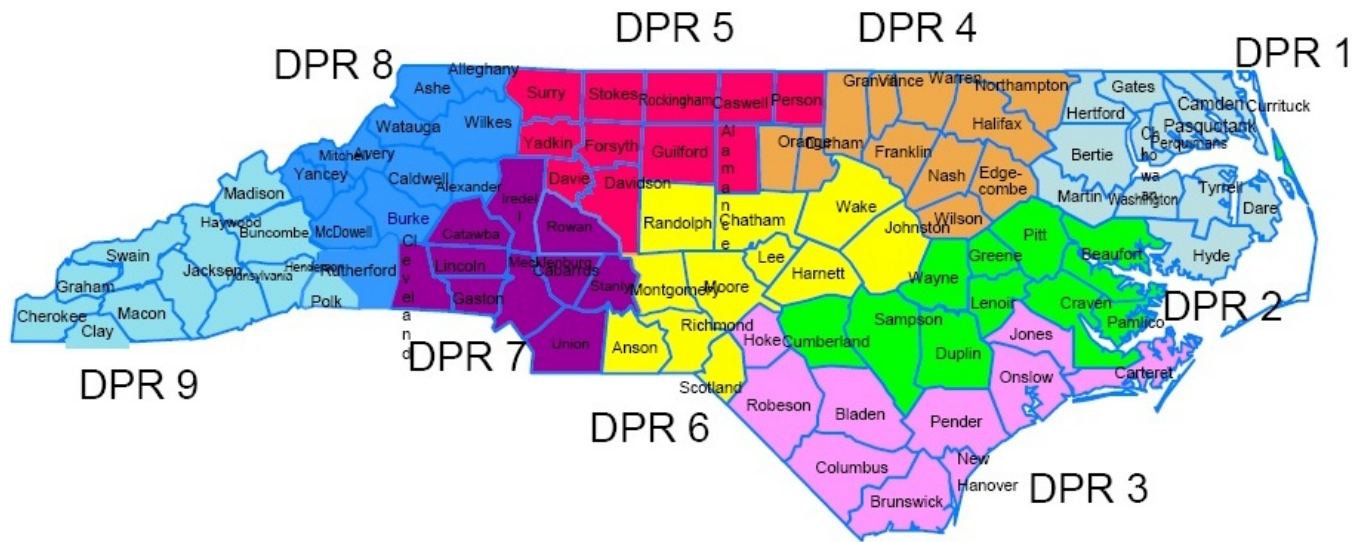 DPR 5
DPR 4
DPR 1
DPR 8
Alleghany
Ashe
Surry
Stokes
Rockingham
Caswell
Person
Granville
Vance
Warren
Northampton
Gates
Camden
Currituck
Hertford
Pasquotank
Perquimans
Chowan
Watauga
Wilkes
Yadkin
Forsyth
Guilford
Alamance
Orange
Durham
Franklin
Halifax
Bertie
Mitchell
Avery
Yancey
Caldwell
Alexander
Iredell
Davie
Davidson
Nash
Edge-
combe
Martin
Washington
Tyrrell
Dare
Madison
Haywood
Buncombe
McDowell
Burke
Catawba
Rowan
Randolph
Chatham
Wake
Johnston
Wilson
Pitt
Beaufort
Hyde
Swain
Graham
Jackson
Transylvania
Henderson
Rutherford
Cleveland
Lincoln
Mecklenburg
Cabarrus
Stanly
Lee
Harnett
Wayne
Greene
Cherokee
Clay
Macon
Polk
Gaston
Union
Montgomery
Moore
Richmond
Anson
Scotland
Hoke
Cumberland
Sampson
Duplin
Lenoir
Craven
Pamlico
Jones
DPR 2
DPR 9
DPR 7
DPR 6
Robeson
Bladen
Pender
Onslow
Carteret
Columbus
Brunswick
New
Hanover
DPR 3